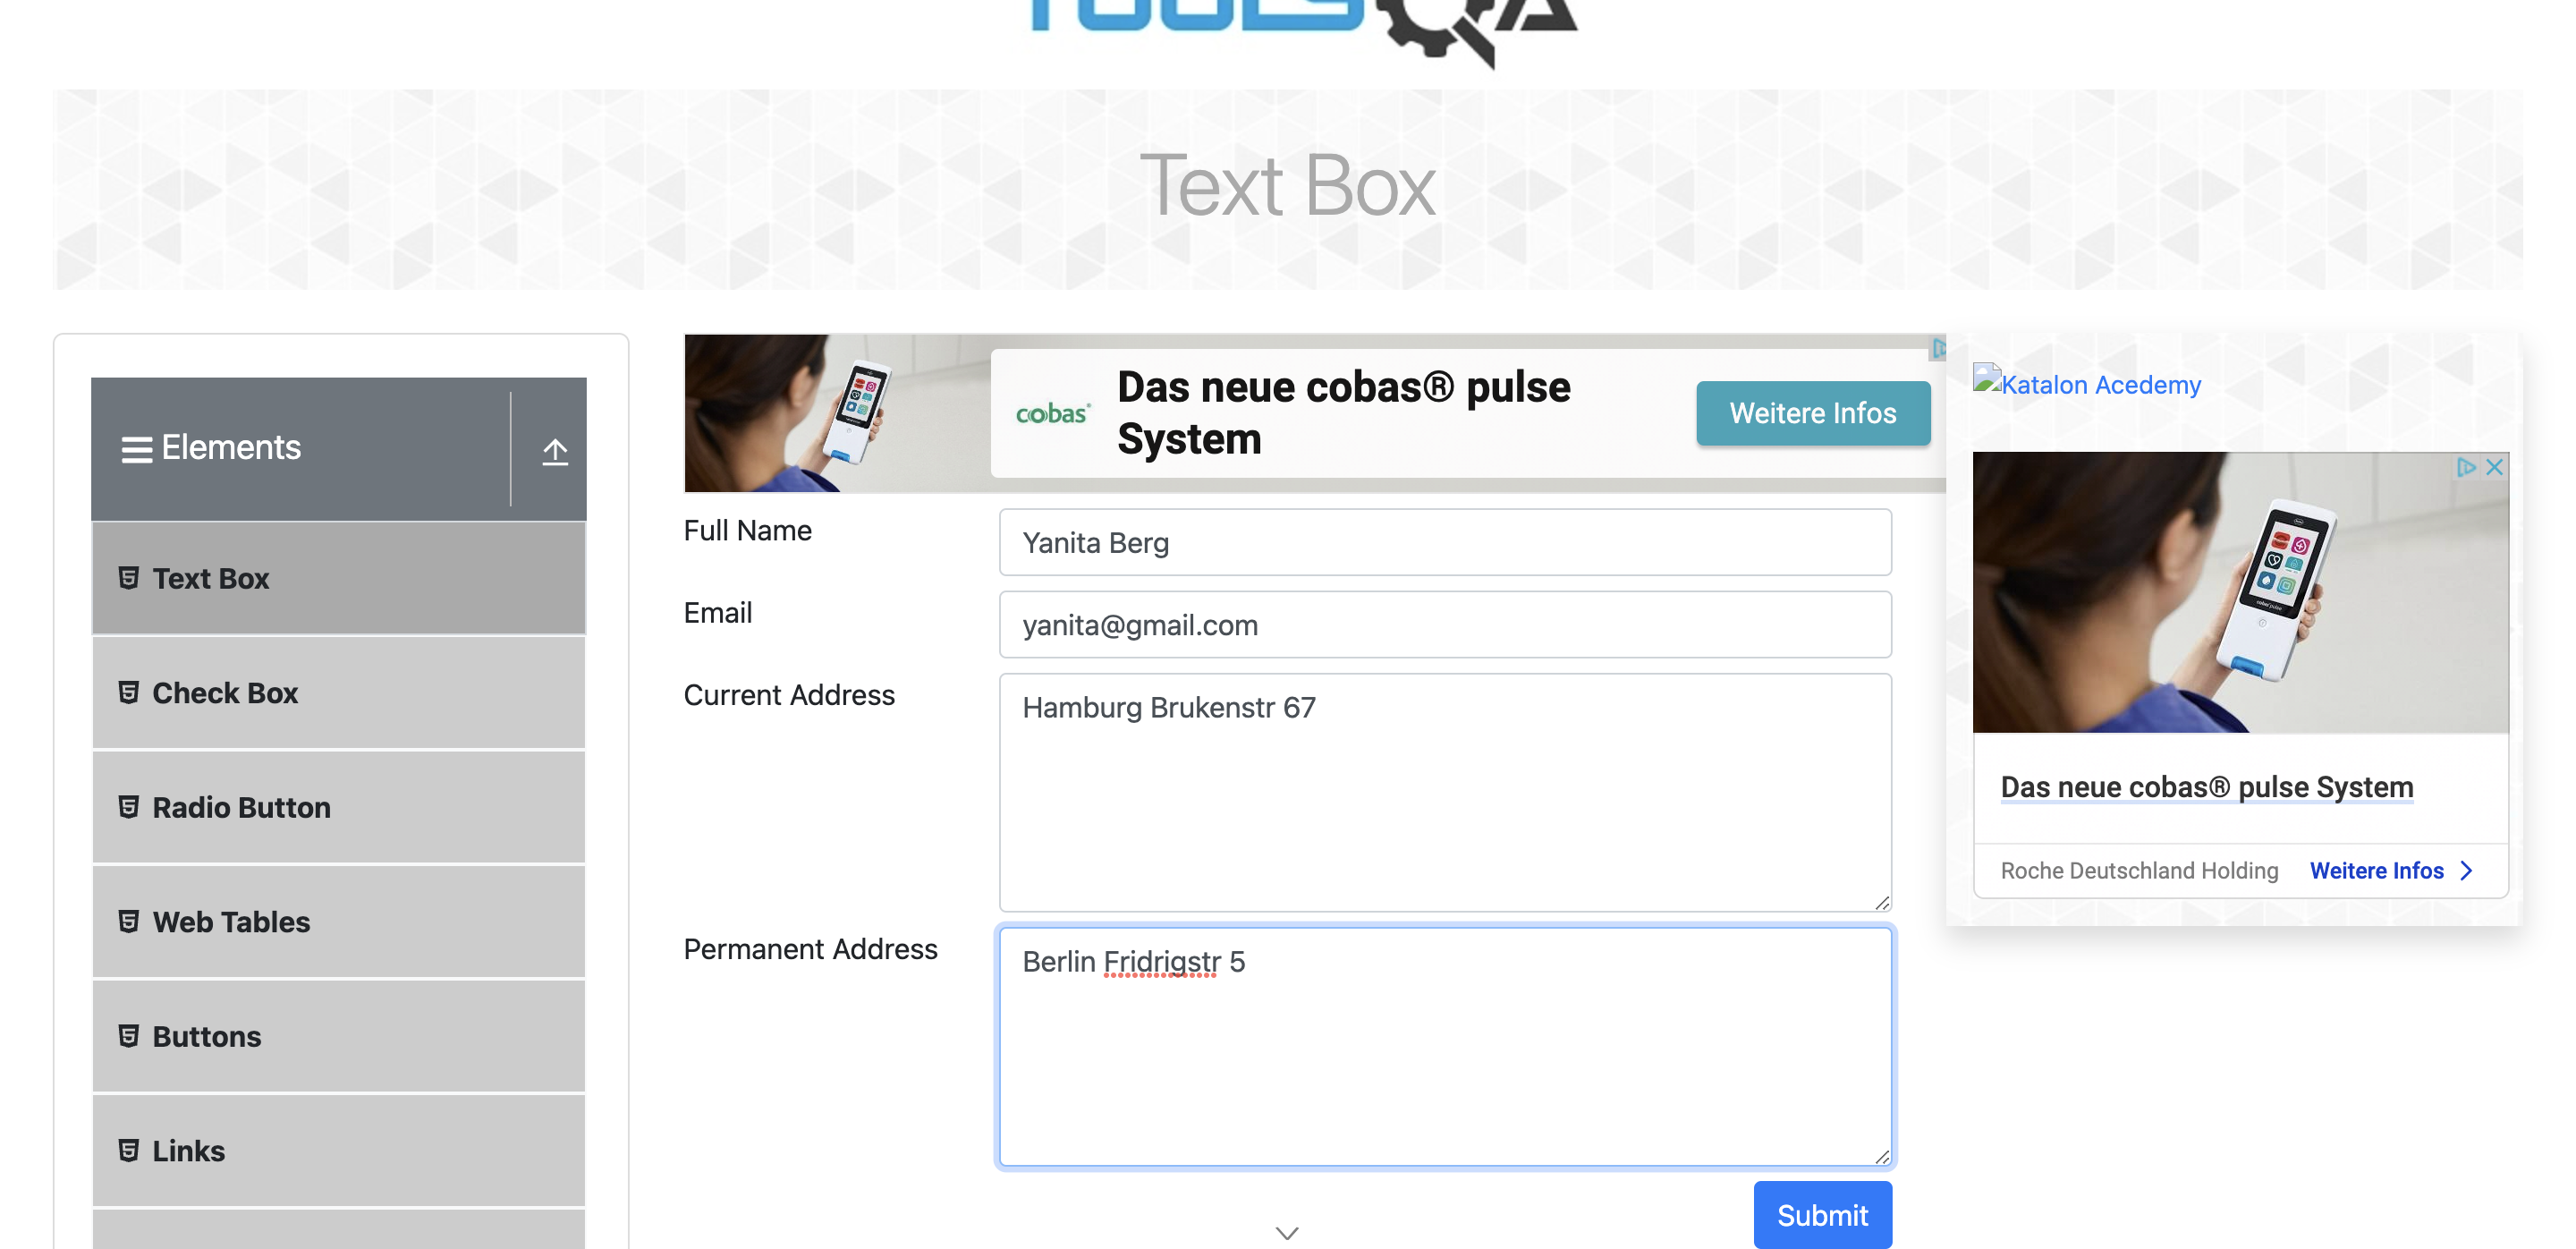 TOOLSQA
Text Box
Elements
Text Box
Check Box
Radio Button
Web Tables
Buttons
Links
cobas®
Das neue cobas® pulse
System
Weitere Infos
Full Name
Yanita Berg
Email
yanita@gmail.com
Current Address
Hamburg Brukenstr 67
Permanent Address
Berlin Fridrigstr 5
Submit
Katalon Acedemy
Das neue cobas® pulse System
Roche Deutschland Holding
Weitere Infos